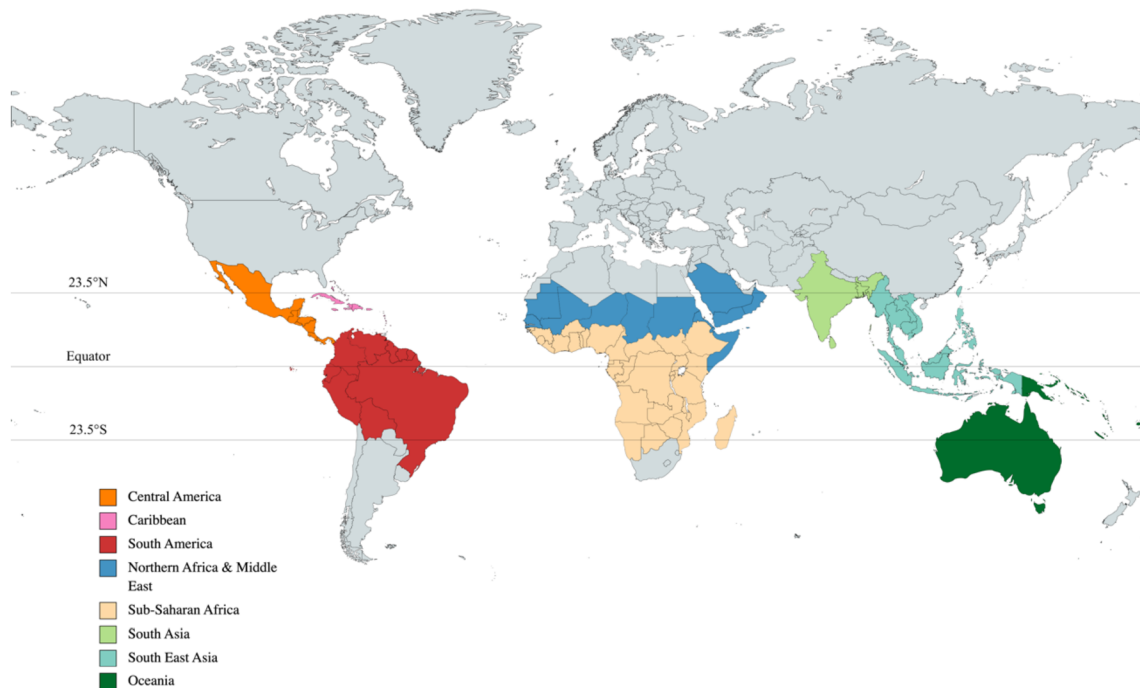 23.5°N
Equator
23.5°S
Central America
Caribbean
South America
Northern Africa & Middle
East
Sub-Saharan Africa
South Asia
South East Asia
Oceania